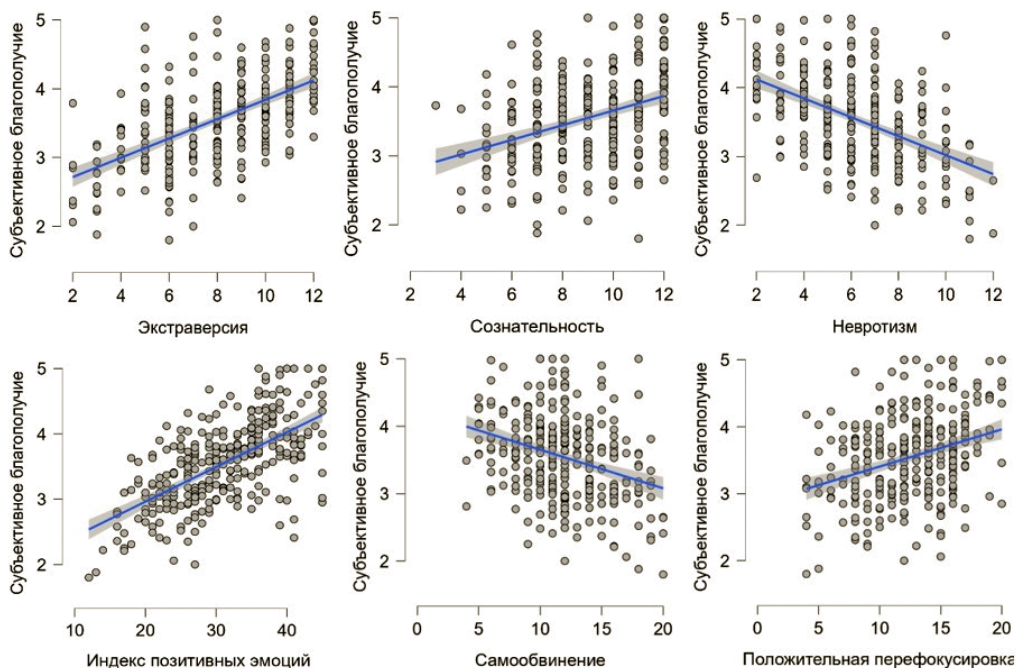 Субъективное благополучие
5
4
3
2
2 4 6 8 10 12
Экстраверсия
Субъективное благополучие
5
4
3
2
2 4 6 8 10 12
Сознательность
Субъективное благополучие
5
4
3
2
2 4 6 8 10 12
Невротизм
Субъективное благополучие
5
4
3
2
10 20 30 40
Индекс позитивных эмоций
Субъективное благополучие
5
4
3
2
0 5 10 15 20
Самообвинение
Субъективное благополучие
5
4
3
2
0 5 10 15 20
Положительная перефокусировка